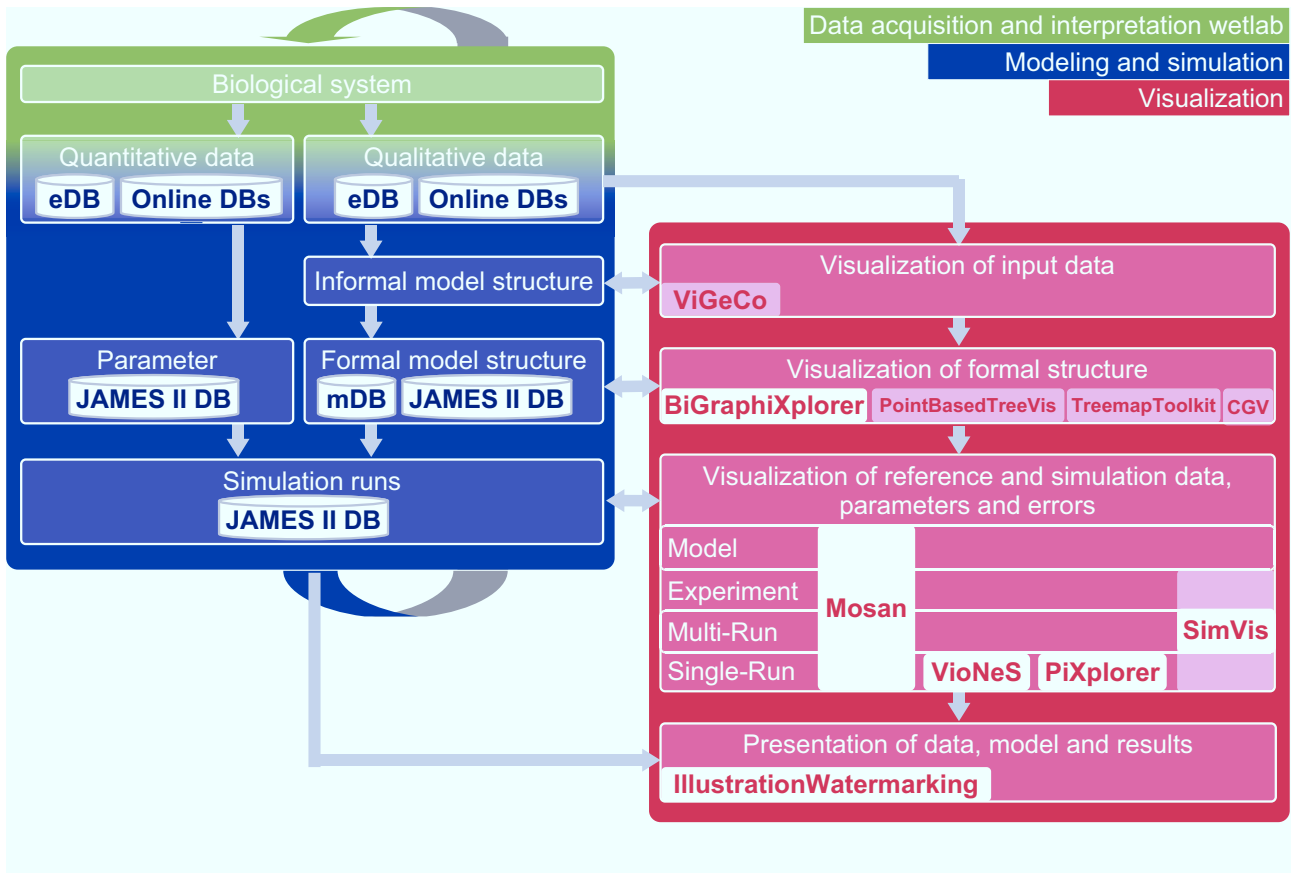 Data acquisition and interpretation wetlab
Modeling and simulation
Visualization
Biological system
Quantitative data
eDB
Online DBs
Qualitative data
eDB
Online DBs
Informal model structure
Parameter
JAMES II DB
Formal model structure
mDB
JAMES II DB
Simulation runs
JAMES II DB
Visualization of input data
ViGeCo
Visualization of formal structure
BiGraphiXplorer
PointBasedTreeVis
TreemapToolkit
CGV
Visualization of reference and simulation data,
parameters and errors
Model
Experiment
Multi-Run
Single-Run
Mosan
VioNeS
PiXplorer
SimVis
Presentation of data, model and results
IllustrationWatermarking